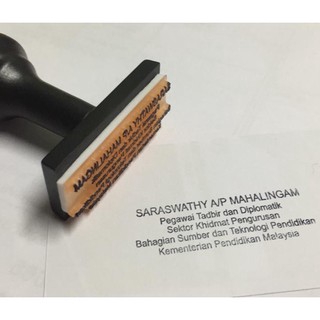 SARASWATHY A/P MAHALINGAM
Pegawai Tadbir dan Diplomatik
Sektor Khidmat Pengurusan
Bahagian Sumber dan Teknologi Pendidikan
Kementerian Pendidikan Malaysia